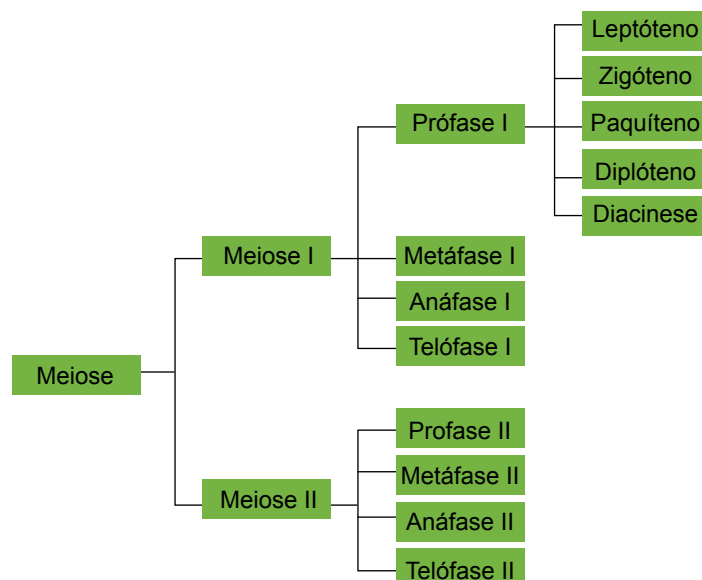 Leptóteno
Zigóteno
Prófase I
Paquíteno
Diplóteno
Diacinese
Meiose I
Metáfase I
Anáfase I
Telófase I
Meiose
Profase II
Metáfase II
Meiose II
Anáfase II
Telófase II